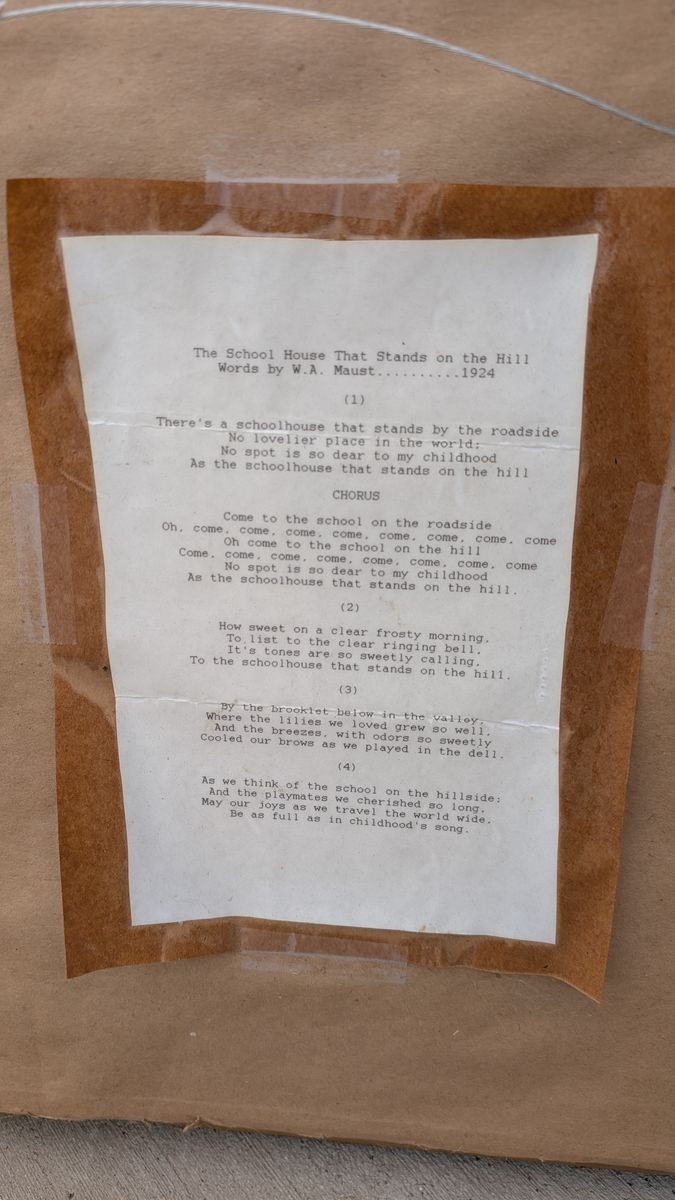 The School House That Stands on the Hill
Words by W.A. Maust..........1924
(1)
There's a schoolhouse that stands by the roadside
No lovelier place in the world:
No spot is so dear to my childhood
As the schoolhouse that stands on the hill
CHORUS
Come to the school on the roadside
Oh, come, come, come, come, come, come, come, come
Oh come to the school on the hill
Come, come, come, come, come, come, come, come
No spot is so dear to my childhood
As the schoolhouse that stands on the hill.
(2)
How sweet on a clear frosty morning,
To list to the clear ringing bell,
It's tones are so sweetly calling,
To the schoolhouse that stands on the hill.
(3)
By the brooklet below in the valley,
Where the lilies we loved grew so well,
And the breezes, with odors so sweetly
Cooled our brows as we played in the dell.
(4)
As we think of the school on the hillside:
And the playmates we cherished so long,
May our joys as we travel the world wide,
Be as full as in childhood's song.